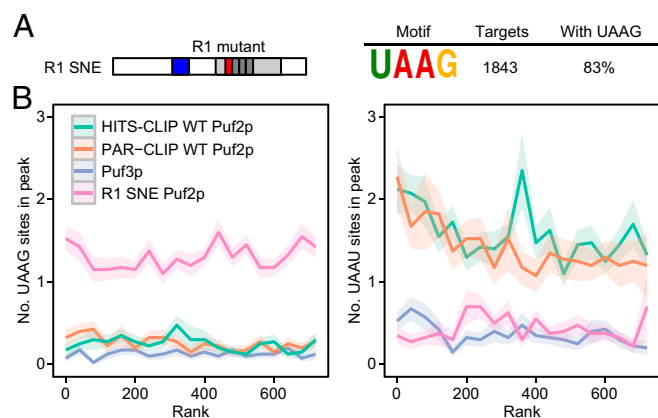 A
R1 mutant
R1 SNE
Motif Targets With UAAG
UAAG 1843 83%
B
No. UAAG sites in peak
3
2
1
0
HITS-CLIP WT Puf2p
PAR-CLIP WT Puf2p
Puf3p
R1 SNE Puf2p
0 200 400 600
Rank
No. UAAU sites in peak
3
2
1
0
0 200 400 600
Rank